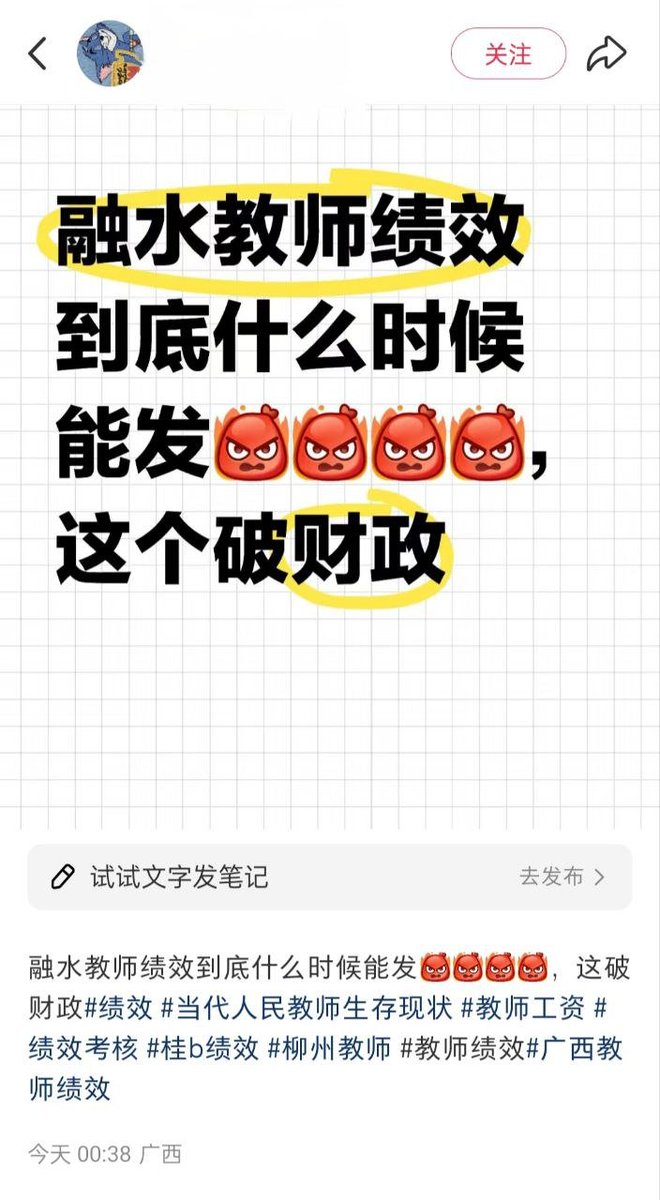 关注
融水教师绩效
到底什么时候
能发😡😡😡😡，
这个破财政
试试文字发笔记
去发布 >
融水教师绩效到底什么时候能发😡😡😡😡，这破
财政#绩效 #当代人民教师生存现状 #教师工资 #
绩效考核 #桂b绩效 #柳州教师 #教师绩效#广西教
师绩效
今天 00:38 广西